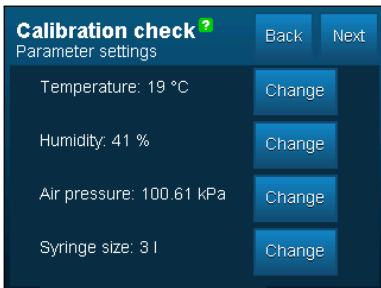 Calibration check ?
Parameter settings
Back Next
Temperature: 19 °C Change
Humidity: 41 % Change
Air pressure: 100.61 kPa Change
Syringe size: 3 l Change